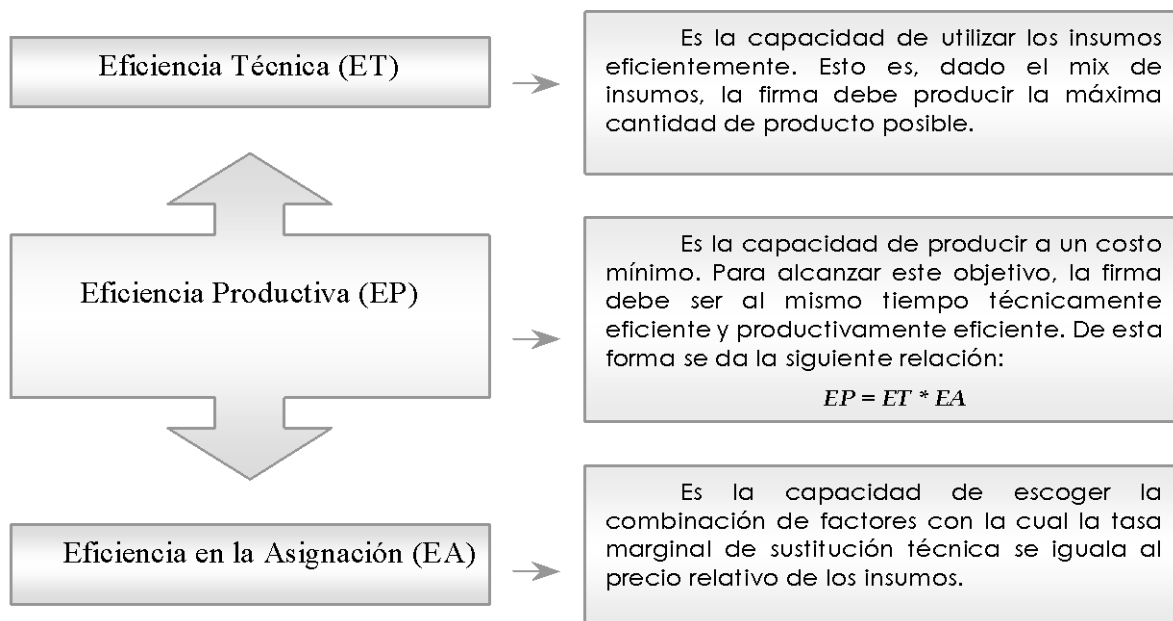 Eficiencia Técnica (ET)
Es la capacidad de utilizar los insumos
eficientemente. Esto es, dado el mix de
insumos, la firma debe producir la máxima
cantidad de producto posible.
Eficiencia Productiva (EP)
Es la capacidad de producir a un costo
mínimo. Para alcanzar este objetivo, la firma
debe ser al mismo tiempo técnicamente
eficiente y productivamente eficiente. De esta
forma se da la siguiente relación:
EP = ET * EA
Eficiencia en la Asignación (EA)
Es la capacidad de escoger la
combinación de factores con la cual la tasa
marginal de sustitución técnica se iguala al
precio relativo de los insumos.